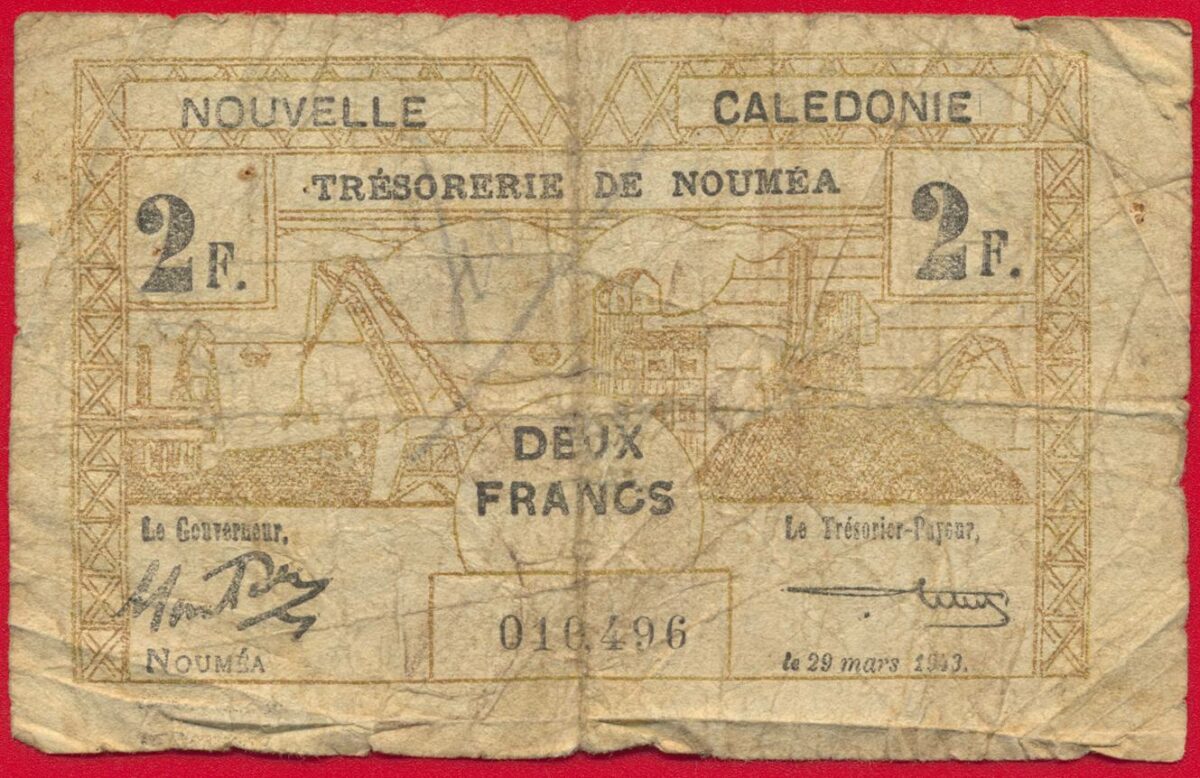 NOUVELLE CALEDONIE
TRÉSORERIE DE NOUMÉA
2F. 2F.
DEUX
FRANCS
Le Gouverneur, Le Trésorier-Payeur,
010,496
NOUMÉA le 29 mars 1943.